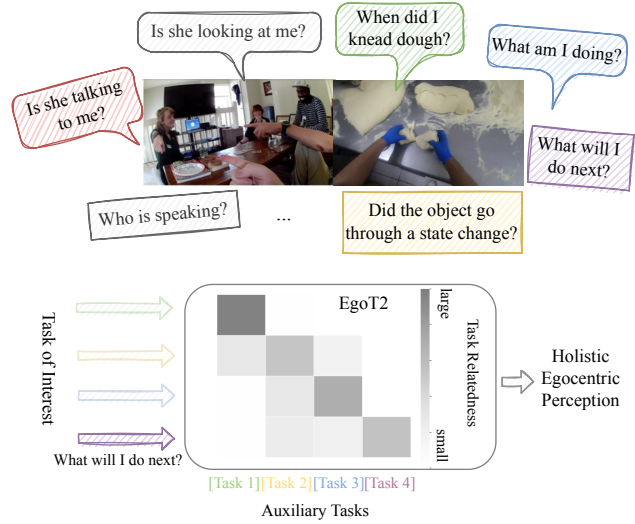 Is she looking at me?
When did I
knead dough?
What am I doing?
Is she talking
to me?
What will I
do next?
Who is speaking?
...
Did the object go
through a state change?
Task of Interest
What will I do next?
EgoT2
large
small
Task Relatedness
Holistic
Egocentric
Perception
[Task 1][Task 2][Task 3][Task 4]
Auxiliary Tasks